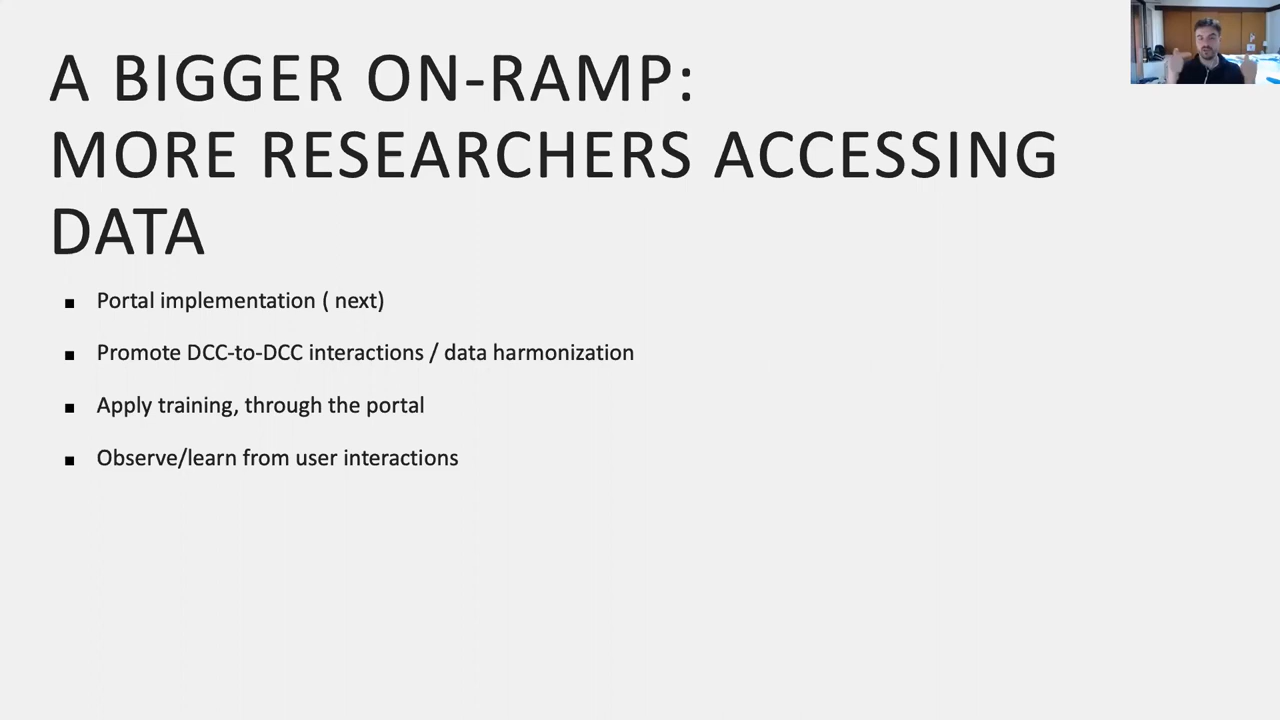 A BIGGER ON-RAMP:
MORE RESEARCHERS ACCESSING
DATA
▪ Portal implementation ( next)
▪ Promote DCC-to-DCC interactions / data harmonization
▪ Apply training, through the portal
▪ Observe/learn from user interactions